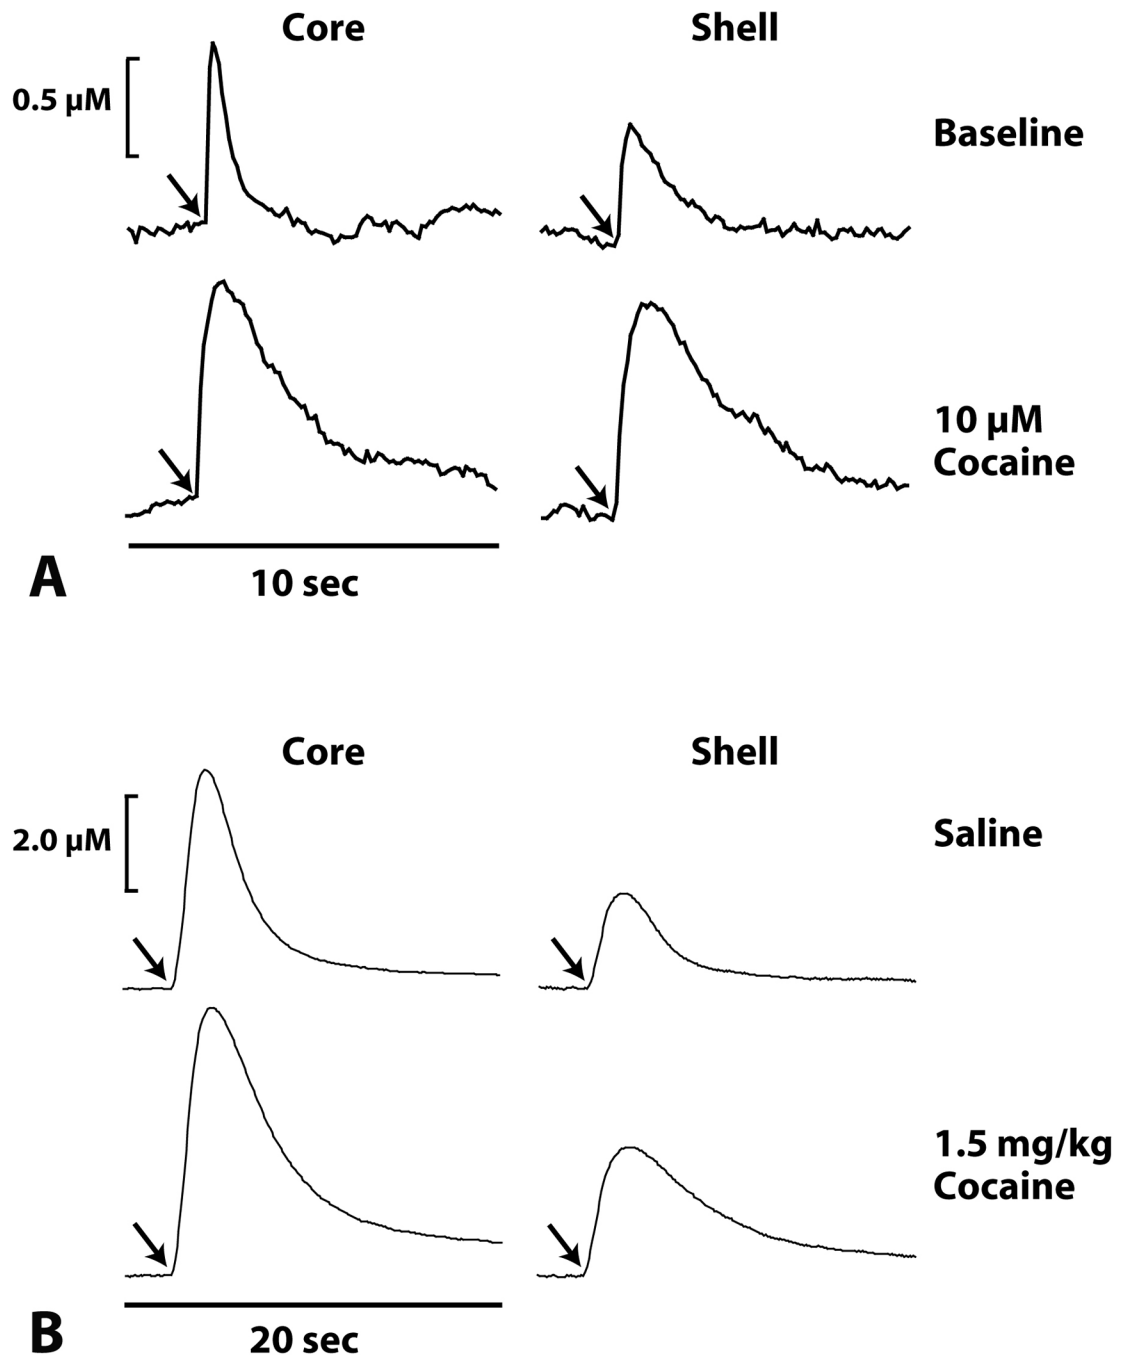 Core
Shell
0.5 µM
Baseline
10 µM
Cocaine
A
10 sec
Core
Shell
2.0 µM
Saline
1.5 mg/kg
Cocaine
B
20 sec